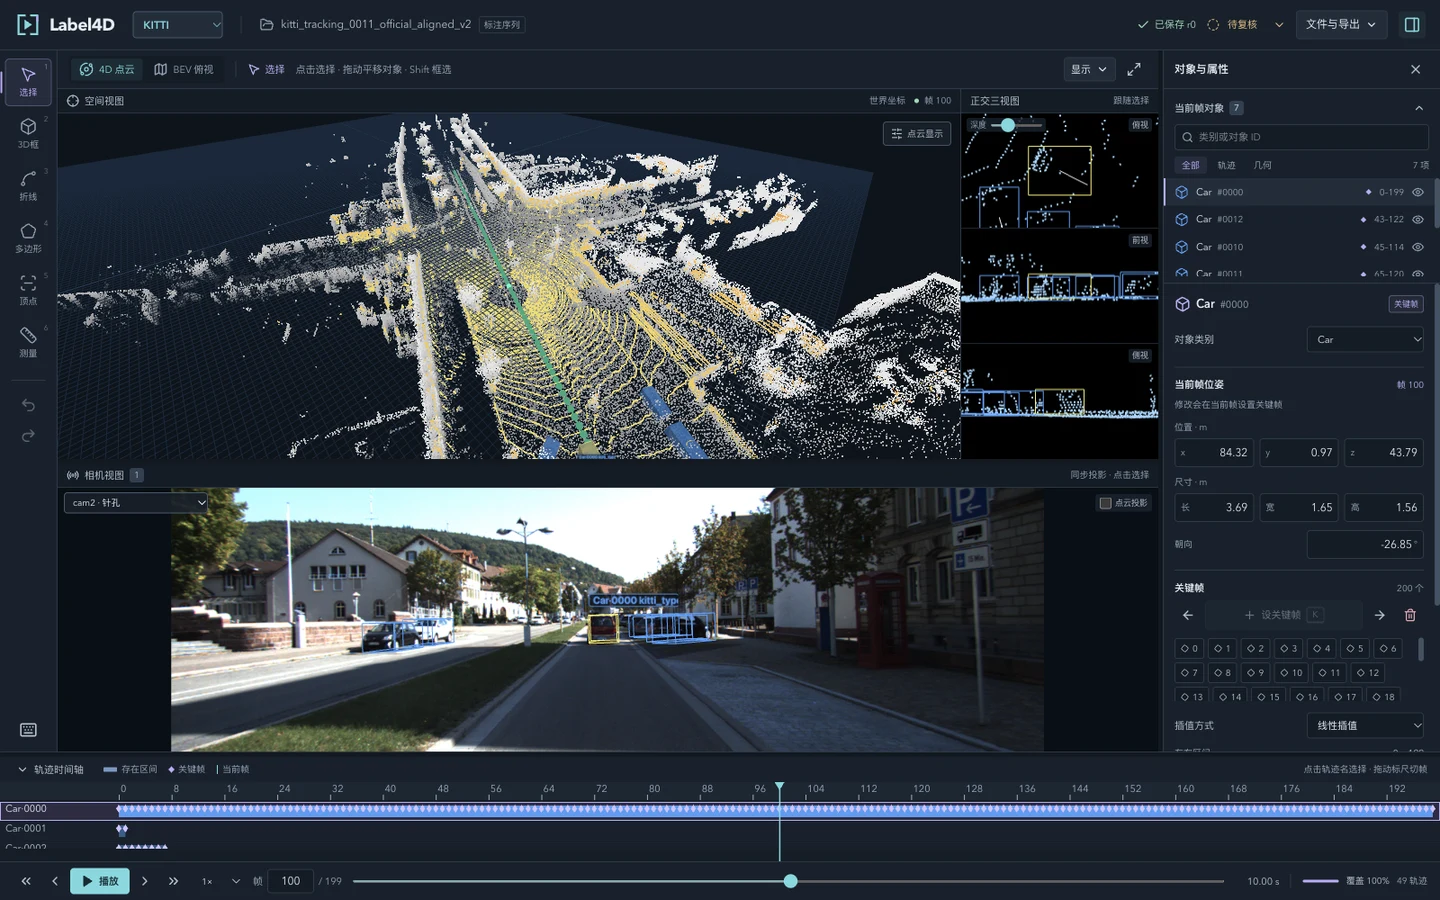 Label4D
KITTI
kitti_tracking_0011_official_aligned_v2
标注序列
已保存 r0
待复核
文件与导出
选择 1
3D框 2
折线 3
多边形 4
顶点 5
测量 6
4D 点云
BEV 俯视
选择
点击选择 · 拖动平移对象 · Shift 框选
显示
空间视图
世界坐标
帧 100
点云显示
正交三视图
跟随选择
深度
俯视
前视
侧视
相机视图 1
同步投影 · 点击选择
cam2 · 针孔
点云投影
Car·0000 kitti_type
P
对象与属性
当前帧对象 7
类别或对象 ID
全部
轨迹
几何
7 项
Car #0000 0-199
Car #0012 43-122
Car #0010 45-114
Car #0011 65-120
Car #0000
关键帧
对象类别
Car
当前帧位姿
帧 100
修改会在当前帧设置关键帧
位置 · m
x 84.32
y 0.97
z 43.79
尺寸 · m
长 3.69
宽 1.65
高 1.56
朝向
-26.85°
关键帧
200 个
设关键帧 K
0 1 2 3 4 5 6
7 8 9 10 11 12
13 14 15 16 17 18
插值方式
线性插值
轨迹时间轴
存在区间
关键帧
当前帧
点击轨迹名选择 · 拖动标尺切帧
0 8 16 24 32 40 48 56 64 72 80 88 96 104 112 120 128 136 144 152 160 168 176 184 192
Car·0000
Car·0001
Car·0002
播放
1×
帧
100
/ 199
10.00 s
覆盖 100%
49 轨迹